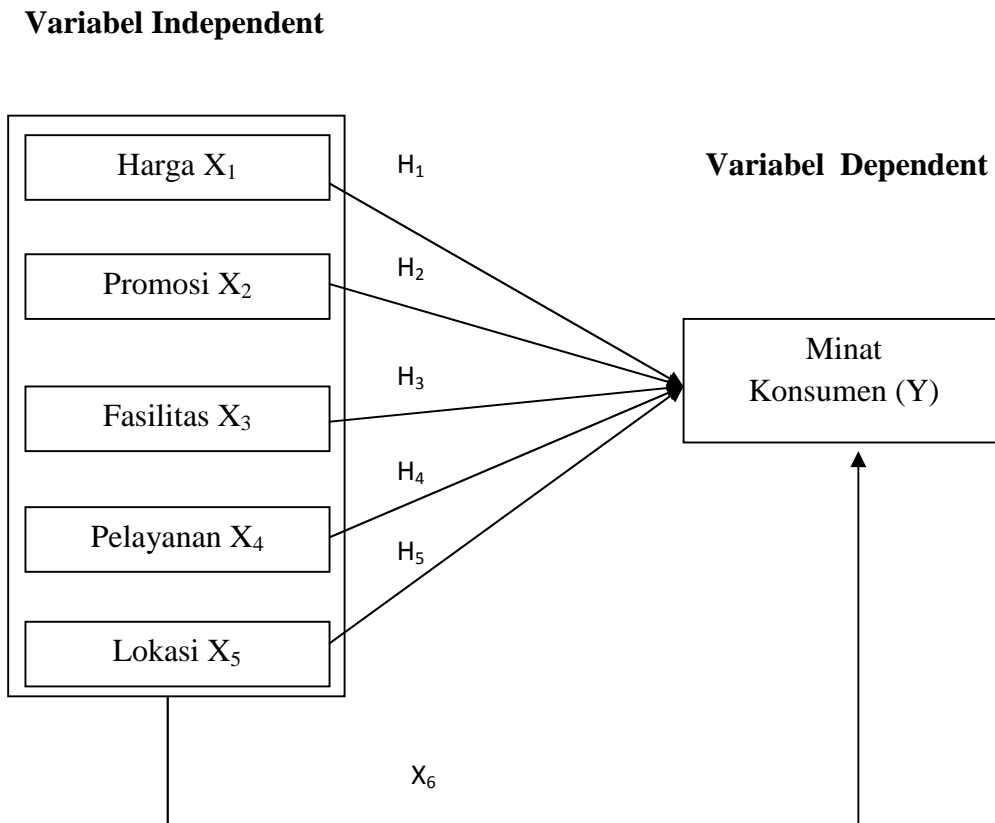 Variabel Independent
Harga X₁
H₁
Variabel Dependent
Promosi X₂
H₂
Minat
Konsumen (Y)
Fasilitas X₃
H₃
Pelayanan X₄
H₄
Lokasi X₅
H₅
X₆